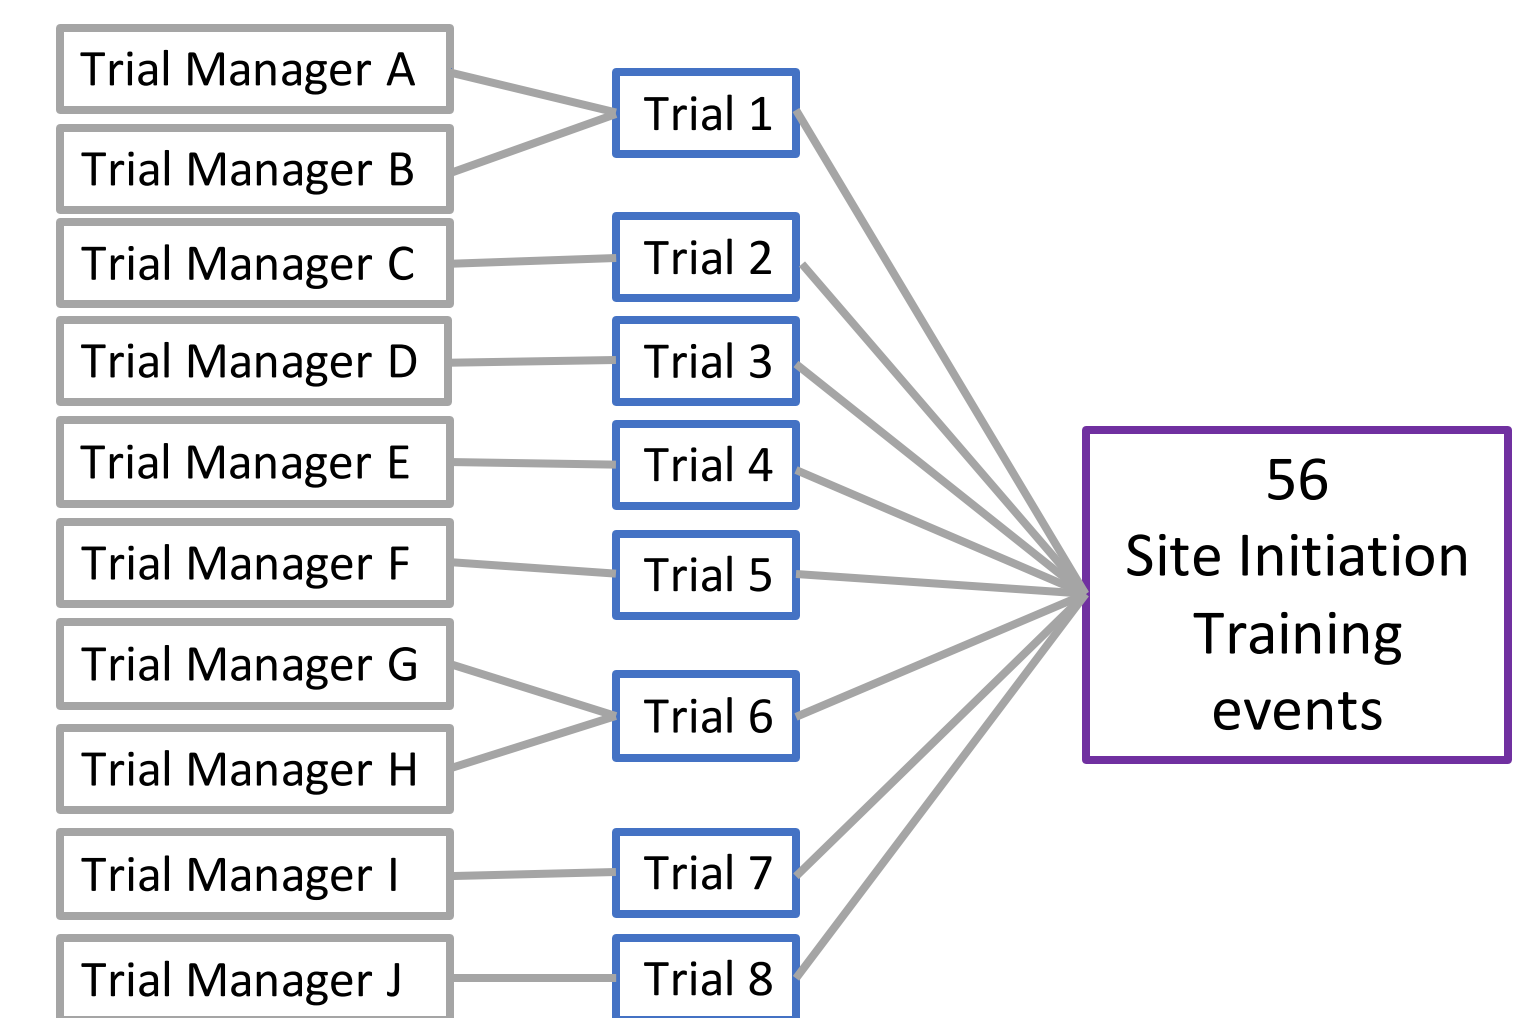 Trial Manager A
Trial Manager B
Trial Manager C
Trial Manager D
Trial Manager E
Trial Manager F
Trial Manager G
Trial Manager H
Trial Manager I
Trial Manager J
Trial 1
Trial 2
Trial 3
Trial 4
Trial 5
Trial 6
Trial 7
Trial 8
56
Site Initiation
Training
events